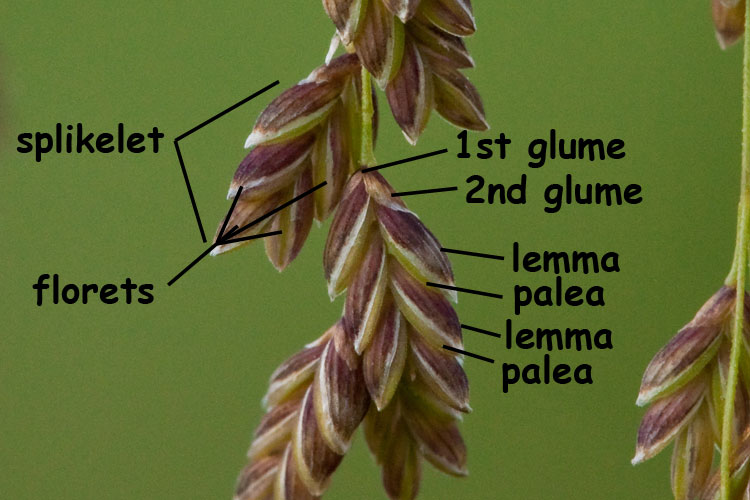 splikelet
1st glume
2nd glume
lemma
palea
florets
lemma
palea